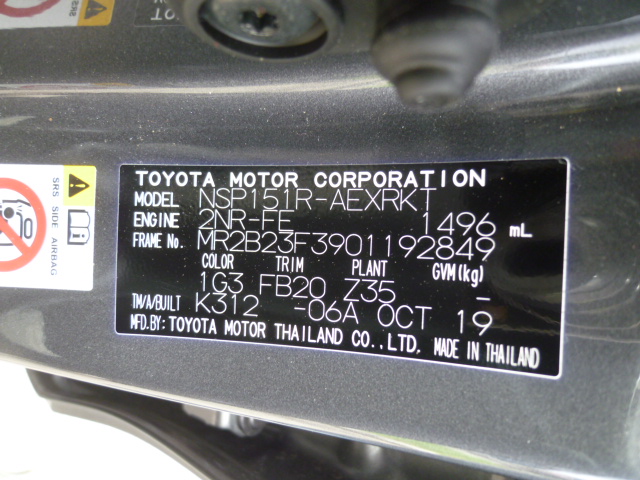 TOYOTA MOTOR CORPORATION
MODEL NSP151R-AEXRKT
ENGINE 2NR-FE 1496 mL
FRAME No. MR2B23F3901192849
COLOR TRIM PLANT GVM(kg)
1G3 FB20 Z35 -
TM/A/BUILT K312 -06A OCT 19
MFD.BY: TOYOTA MOTOR THAILAND CO.,LTD. MADE IN THAILAND
SRS SIDE AIRBAG